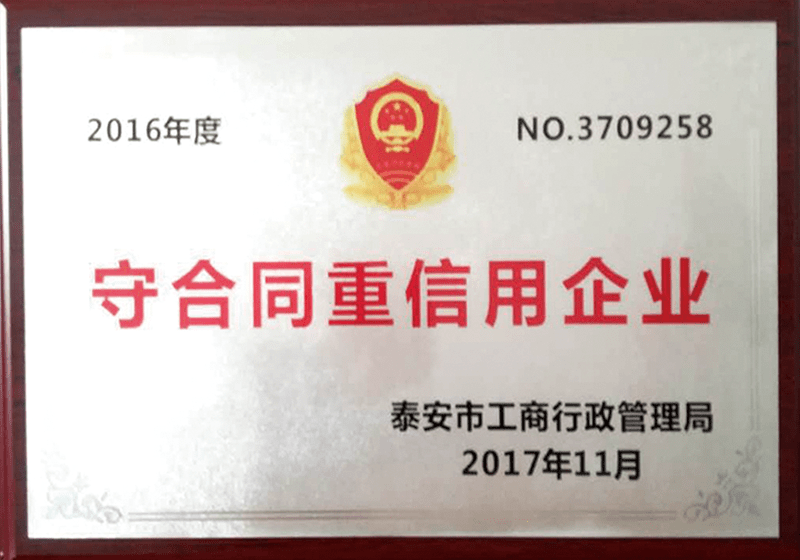 2016年度
NO.3709258
守合同重信用企业
泰安市工商行政管理局
2017年11月